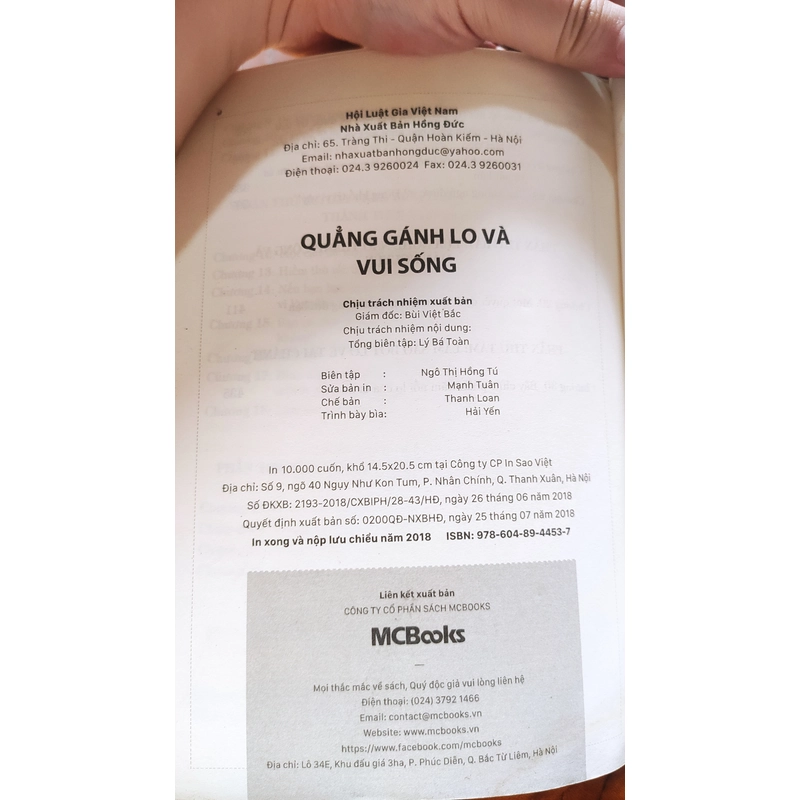 Hội Luật Gia Việt Nam
Nhà Xuất Bản Hồng Đức
Địa chỉ: 65. Tràng Thi - Quận Hoàn Kiếm - Hà Nội
Email: nhaxuatbanhongduc@yahoo.com
Điện thoại: 024.3 9260024 Fax: 024.3 9260031
QUẲNG GÁNH LO VÀ
VUI SỐNG
Chịu trách nhiệm xuất bản
Giám đốc: Bùi Việt Bắc
Chịu trách nhiệm nội dung:
Tổng biên tập: Lý Bá Toàn
Biên tập : Ngô Thị Hồng Tú
Sửa bản in : Mạnh Tuân
Chế bản : Thanh Loan
Trình bày bìa: Hải Yến
In 10.000 cuốn, khổ 14.5x20.5 cm tại Công ty CP In Sao Việt
Địa chỉ: Số 9, ngõ 40 Ngụy Như Kon Tum, P. Nhân Chính, Q. Thanh Xuân, Hà Nội
Số ĐKXB: 2193-2018/CXBIPH/28-43/HĐ, ngày 26 tháng 06 năm 2018
Quyết định xuất bản số: 0200QĐ-NXBHĐ, ngày 25 tháng 07 năm 2018
In xong và nộp lưu chiểu năm 2018 ISBN: 978-604-89-4453-7
Liên kết xuất bản
CÔNG TY CỔ PHẦN SÁCH MCBOOKS
MCBooks
Mọi thắc mắc về sách, Quý độc giả vui lòng liên hệ
Điện thoại: (024) 3792 1466
Email: contact@mcbooks.vn
Website: www.mcbooks.vn
https://www.facebook.com/mcbooks
Địa chỉ: Lô 34E, Khu đấu giá 3ha, P. Phúc Diễn, Q. Bắc Từ Liêm, Hà Nội